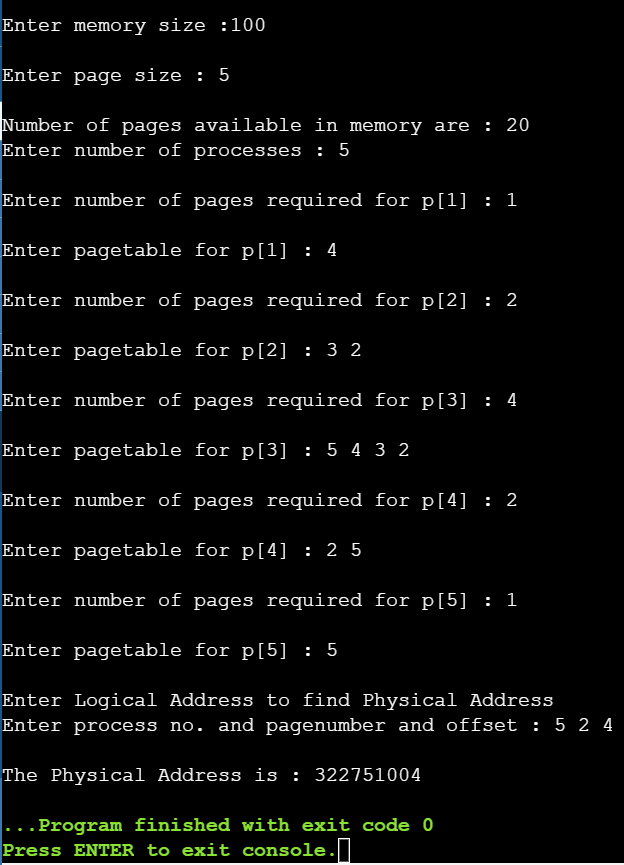 Enter memory size :100
Enter page size : 5
Number of pages available in memory are : 20
Enter number of processes : 5
Enter number of pages required for p[1] : 1
Enter pagetable for p[1] : 4
Enter number of pages required for p[2] : 2
Enter pagetable for p[2] : 3 2
Enter number of pages required for p[3] : 4
Enter pagetable for p[3] : 5 4 3 2
Enter number of pages required for p[4] : 2
Enter pagetable for p[4] : 2 5
Enter number of pages required for p[5] : 1
Enter pagetable for p[5] : 5
Enter Logical Address to find Physical Address
Enter process no. and pagenumber and offset : 5 2 4
The Physical Address is : 322751004
...Program finished with exit code 0
Press ENTER to exit console.